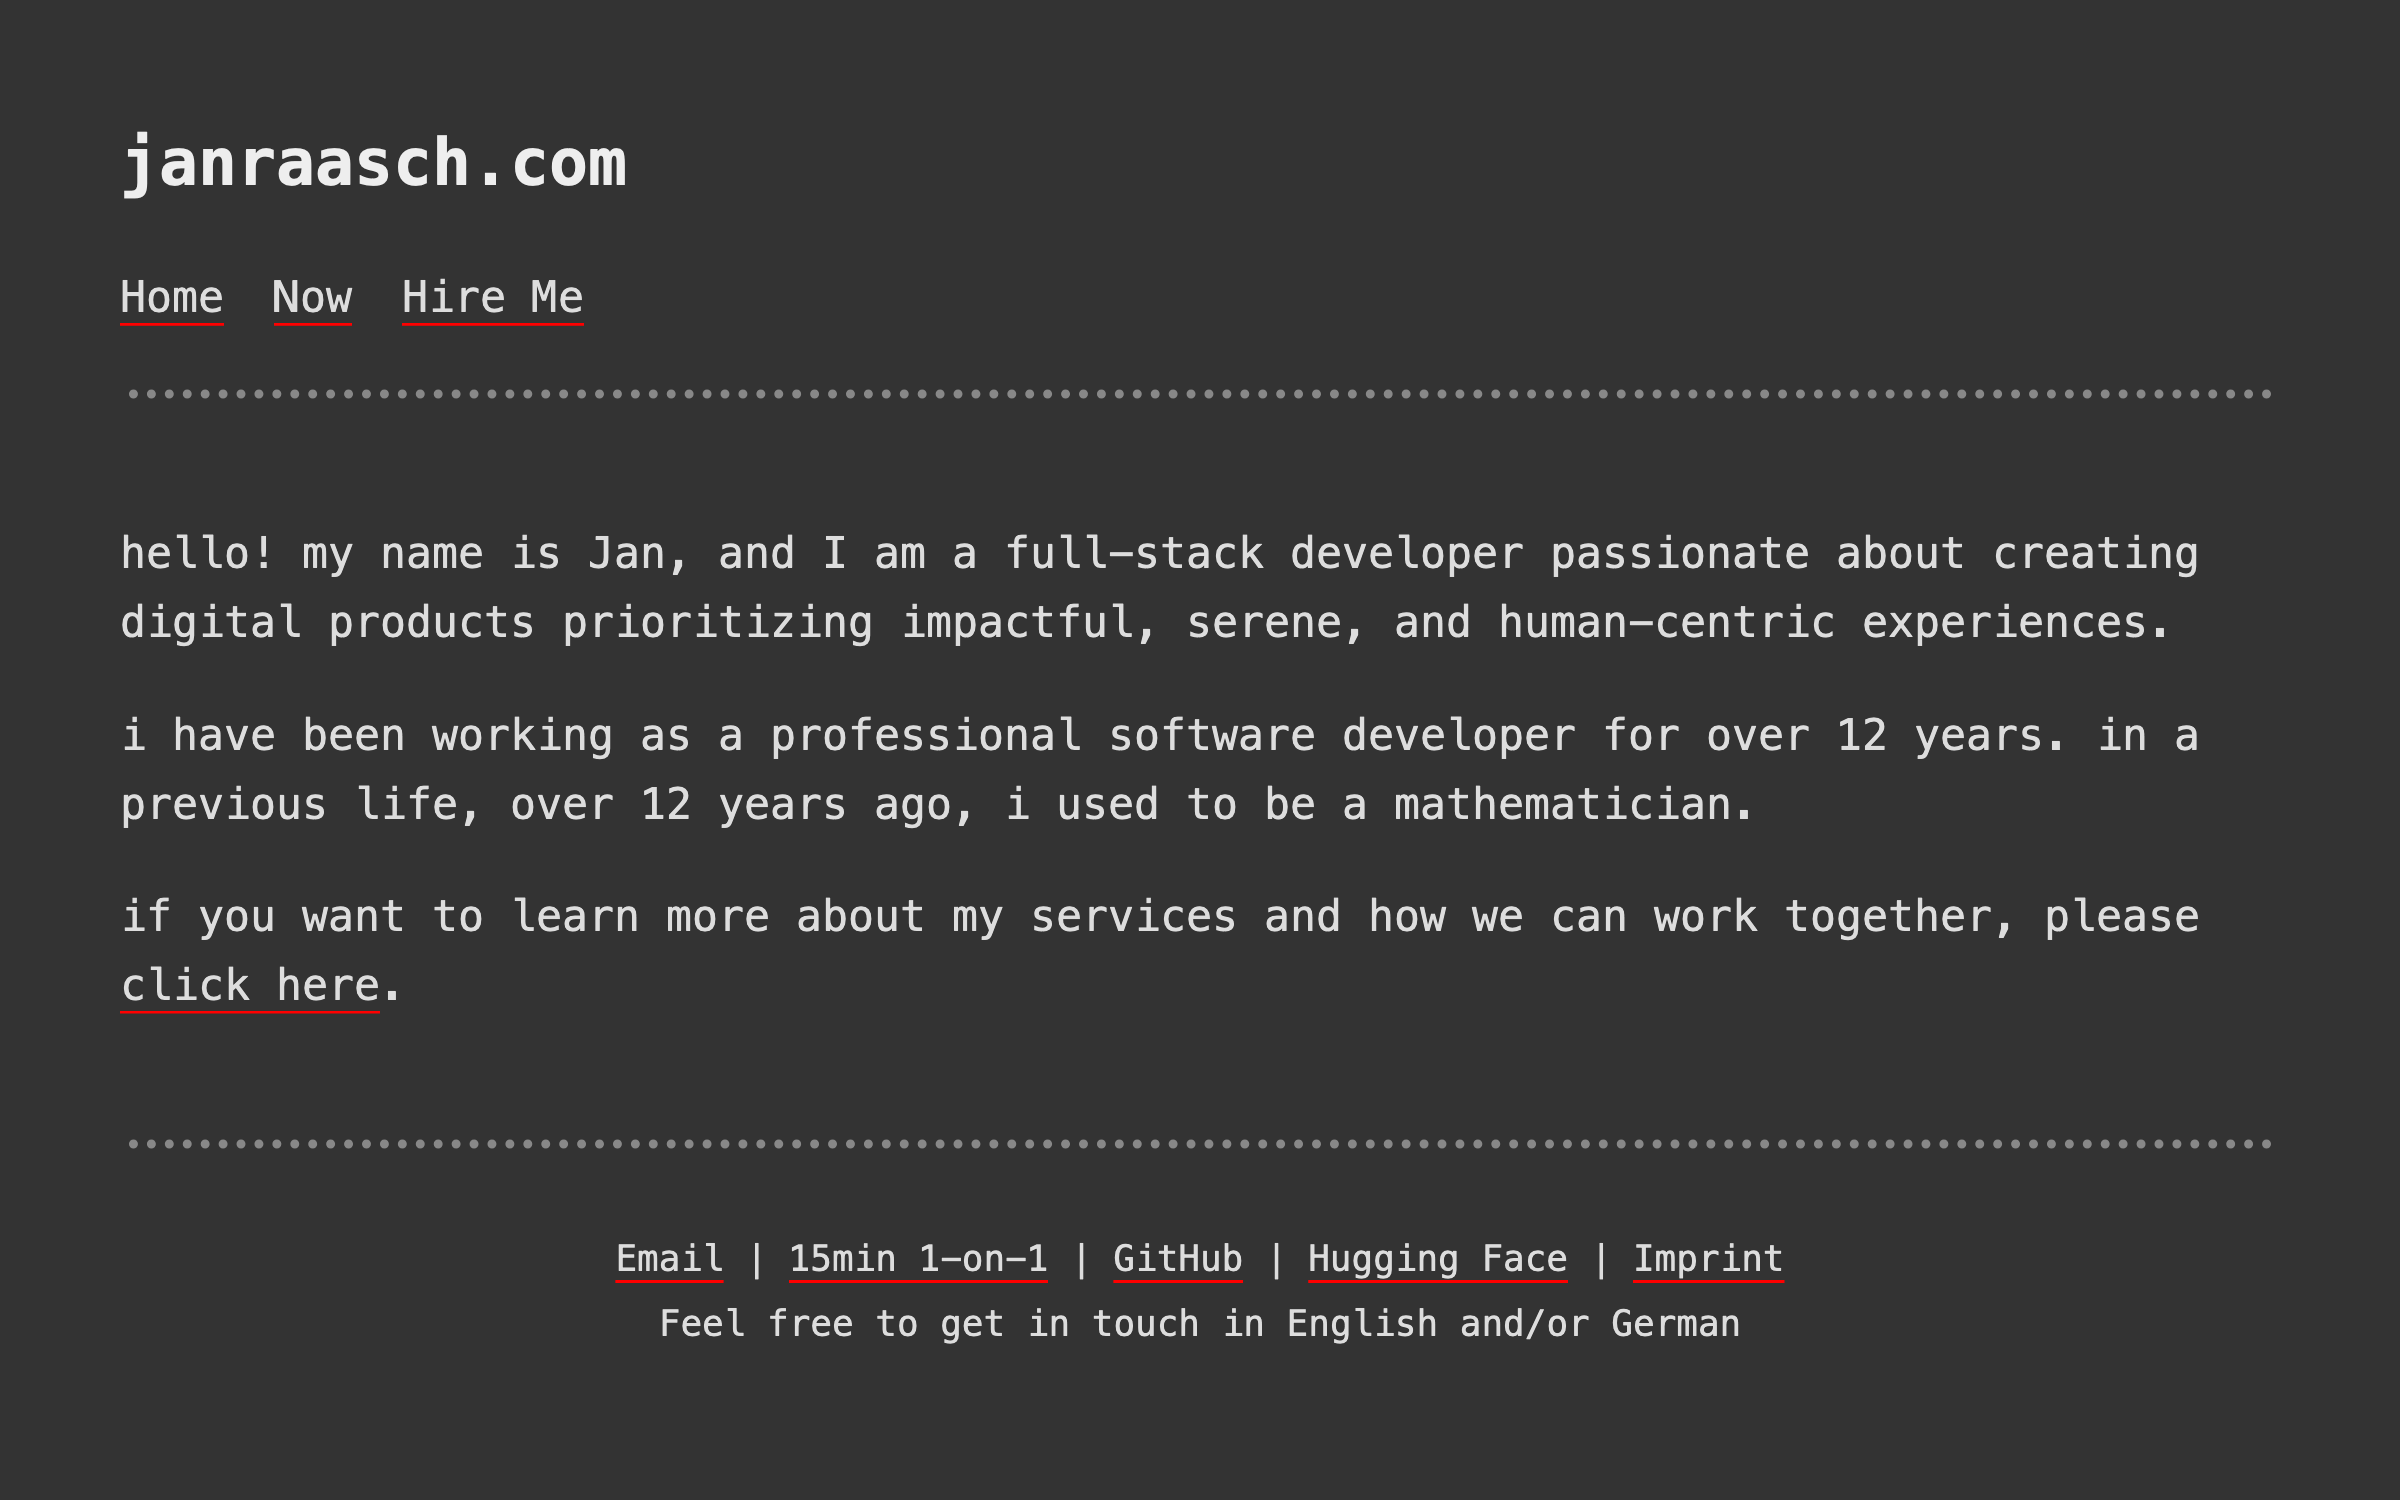 janraasch.com
Home Now Hire Me
hello! my name is Jan, and I am a full-stack developer passionate about creating
digital products prioritizing impactful, serene, and human-centric experiences.
i have been working as a professional software developer for over 12 years. in a
previous life, over 12 years ago, i used to be a mathematician.
if you want to learn more about my services and how we can work together, please
click here.
Email | 15min 1-on-1 | GitHub | Hugging Face | Imprint
Feel free to get in touch in English and/or German